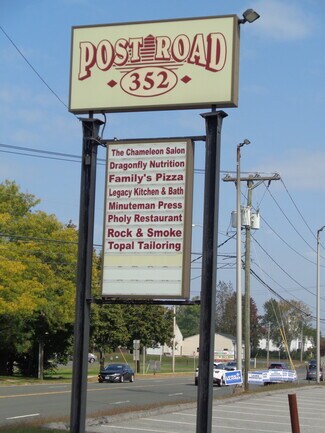 POST ROAD
352
The Chameleon Salon
Dragonfly Nutrition
Family's Pizza
Legacy Kitchen & Bath
Minuteman Press
Pholy Restaurant
Rock & Smoke
Topal Tailoring